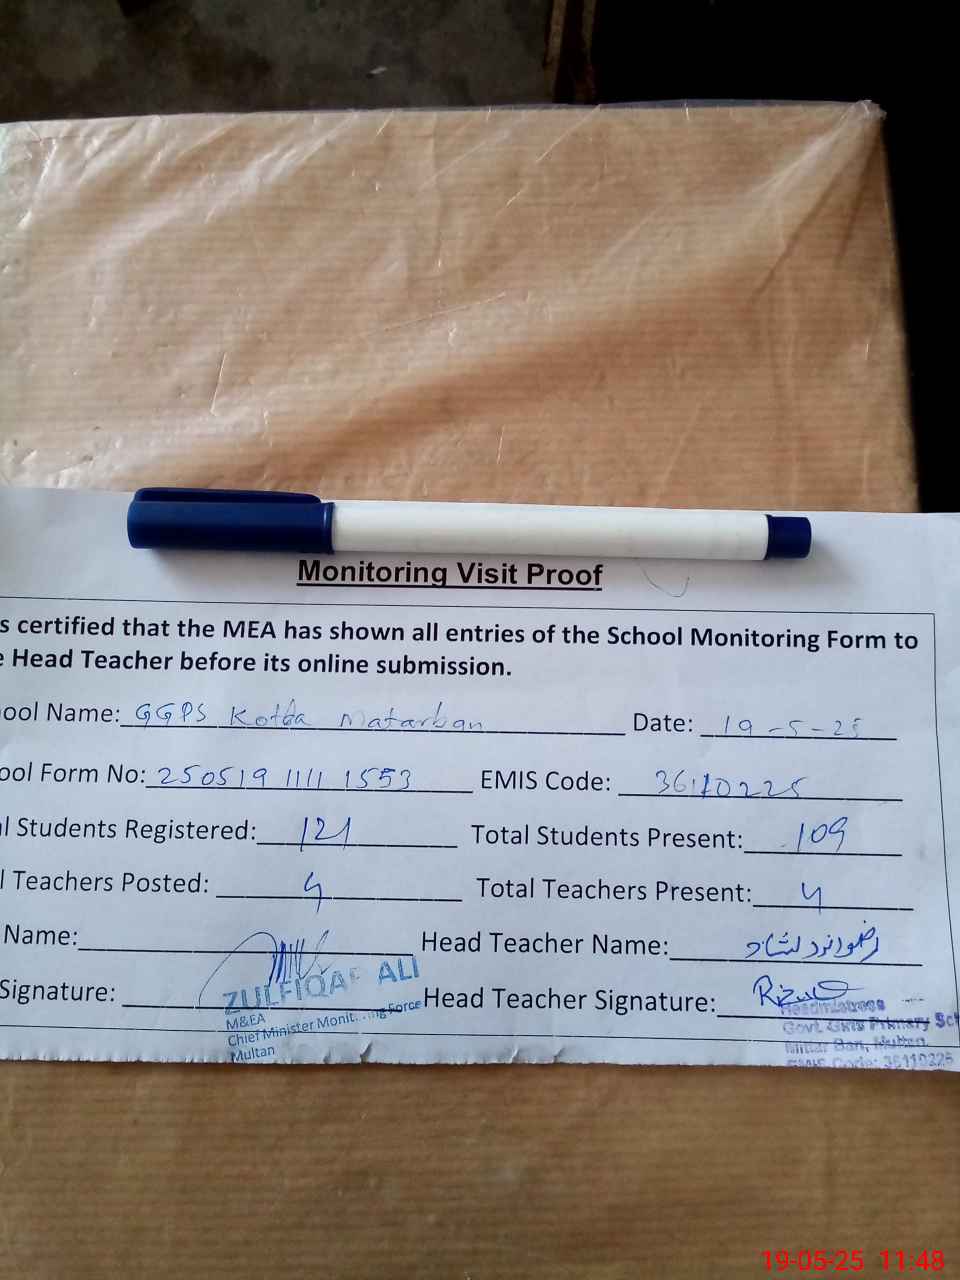 Monitoring Visit Proof
s certified that the MEA has shown all entries of the School Monitoring Form to
e Head Teacher before its online submission.
ool Name: GGPS Kotla Matarban Date: 19-5-25
ool Form No: 250519 1111 1553 EMIS Code: 36110225
l Students Registered: 121 Total Students Present: 109
l Teachers Posted: 4 Total Teachers Present: 4
Name: Head Teacher Name: رضوانہ دلشاد
Signature: Head Teacher Signature:
ZULFIQAR ALI
M&EA
Chief Minister Monitoring Force
Multan
Headmistress
Govt. Girls Primary Sch
Ban, Multan.
EMIS Code: 36110225
19-05-25 11:48